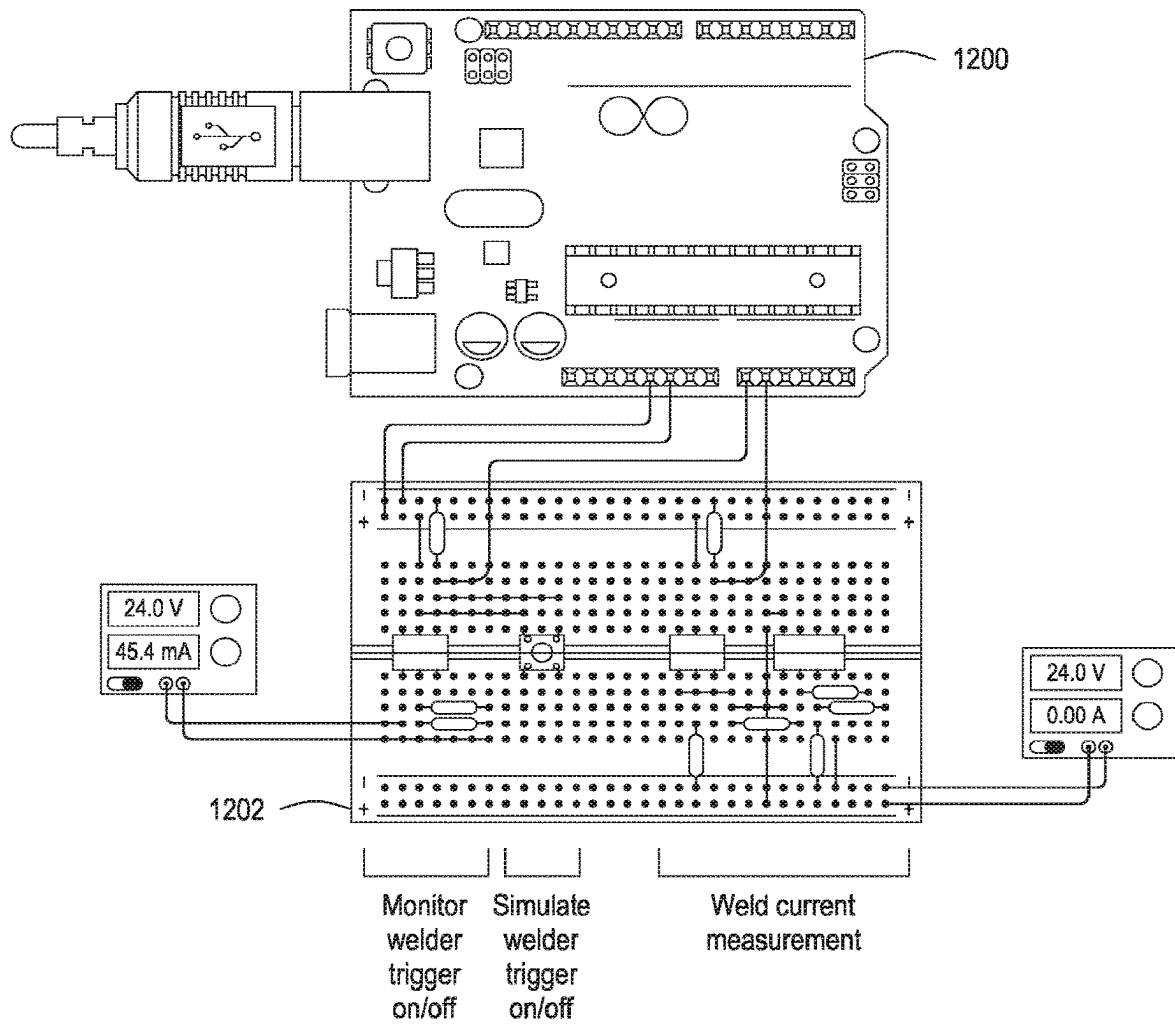 1200
24.0 V
45.4 mA
24.0 V
0.00 A
1202
Monitor
welder
trigger
on/off
Simulate
welder
trigger
on/off
Weld current
measurement